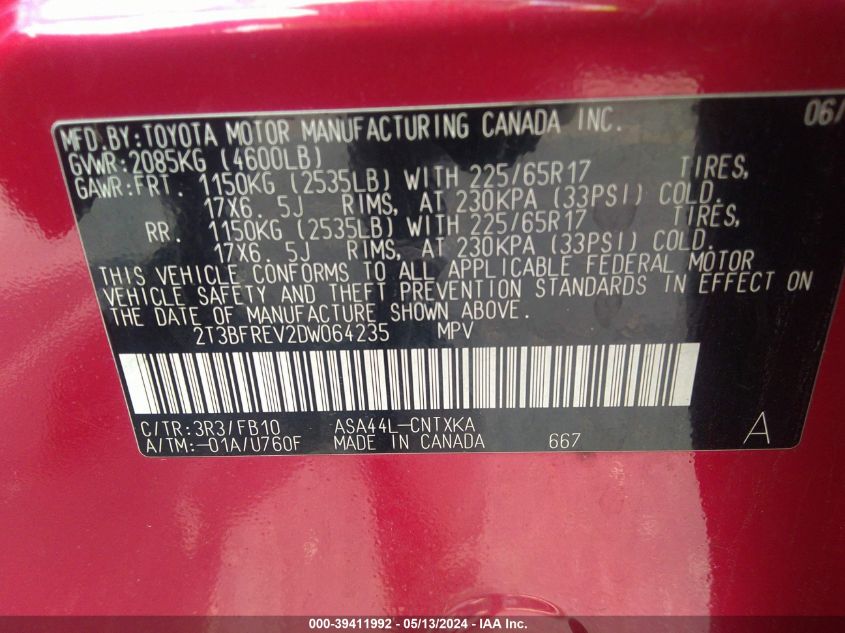 06/
MFD.BY:TOYOTA MOTOR MANUFACTURING CANADA INC.
GVWR:2085KG (4600LB)
GAWR:FRT. 1150KG (2535LB) WITH 225/65R17 TIRES,
17X6.5J RIMS, AT 230KPA (33PSI) COLD.
RR. 1150KG (2535LB) WITH 225/65R17 TIRES,
17X6.5J RIMS, AT 230KPA (33PSI) COLD.
THIS VEHICLE CONFORMS TO ALL APPLICABLE FEDERAL MOTOR
VEHICLE SAFETY AND THEFT PREVENTION STANDARDS IN EFFECT ON
THE DATE OF MANUFACTURE SHOWN ABOVE.
2T3BFREV2DW064235 MPV
C/TR:3R3/FB10 ASA44L-CNTXKA
A/TM:-01A/U760F MADE IN CANADA 667 A
000-39411992 - 05/13/2024 - IAA Inc.